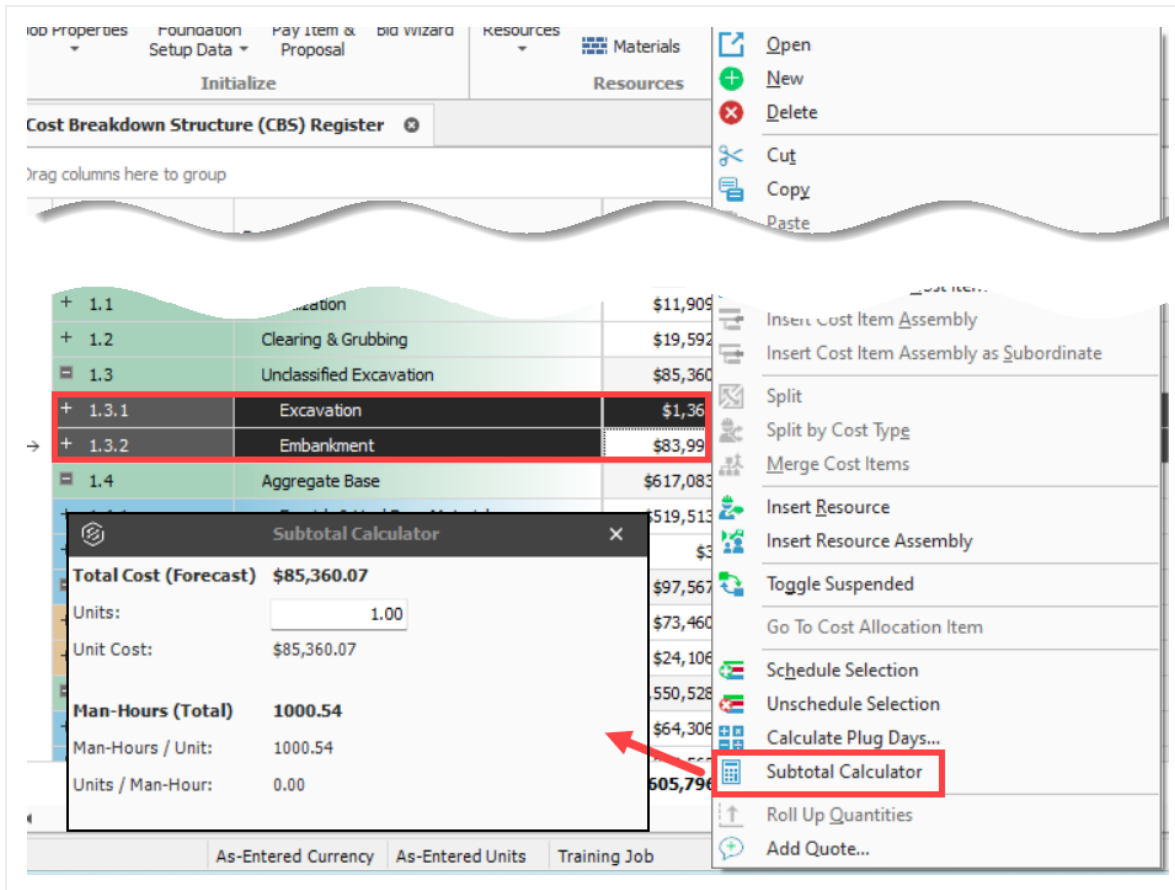 Job Properties Foundation Setup Data Pay Item & Proposal Bid Wizard Resources
Materials
Initialize Resources
Cost Breakdown Structure (CBS) Register
Drag columns here to group
1.1 $11,909
1.2 Clearing & Grubbing $19,592
1.3 Unclassified Excavation $85,360
1.3.1 Excavation $1,36
1.3.2 Embankment $83,99
1.4 Aggregate Base $617,083
$519,513
$3
$97,567
$73,460
$24,106
,550,528
$64,306
605,796
Subtotal Calculator
Total Cost (Forecast) $85,360.07
Units: 1.00
Unit Cost: $85,360.07
Man-Hours (Total) 1000.54
Man-Hours / Unit: 1000.54
Units / Man-Hour: 0.00
As-Entered Currency As-Entered Units Training Job
Open
New
Delete
Cut
Copy
Paste
Insert Cost Item Assembly
Insert Cost Item Assembly as Subordinate
Split
Split by Cost Type
Merge Cost Items
Insert Resource
Insert Resource Assembly
Toggle Suspended
Go To Cost Allocation Item
Schedule Selection
Unschedule Selection
Calculate Plug Days...
Subtotal Calculator
Roll Up Quantities
Add Quote...